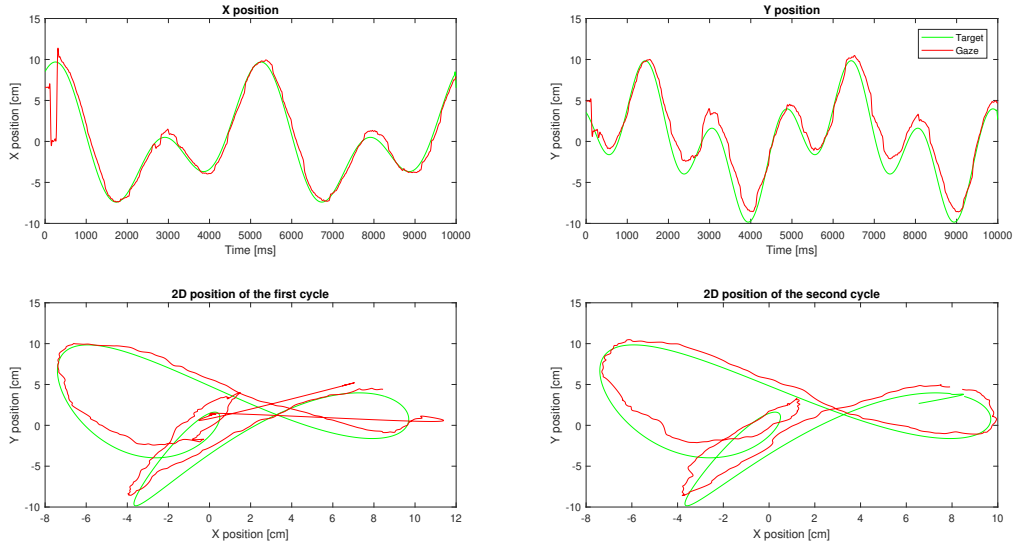 X position
15
10
5
0
-5
-10
X position [cm]
0 1000 2000 3000 4000 5000 6000 7000 8000 9000 10000
Time [ms]
Y position
Target
Gaze
15
10
5
0
-5
-10
Y position [cm]
0 1000 2000 3000 4000 5000 6000 7000 8000 9000 10000
Time [ms]
2D position of the first cycle
15
10
5
0
-5
-10
Y position [cm]
-8 -6 -4 -2 0 2 4 6 8 10 12
X position [cm]
2D position of the second cycle
15
10
5
0
-5
-10
Y position [cm]
-8 -6 -4 -2 0 2 4 6 8 10
X position [cm]